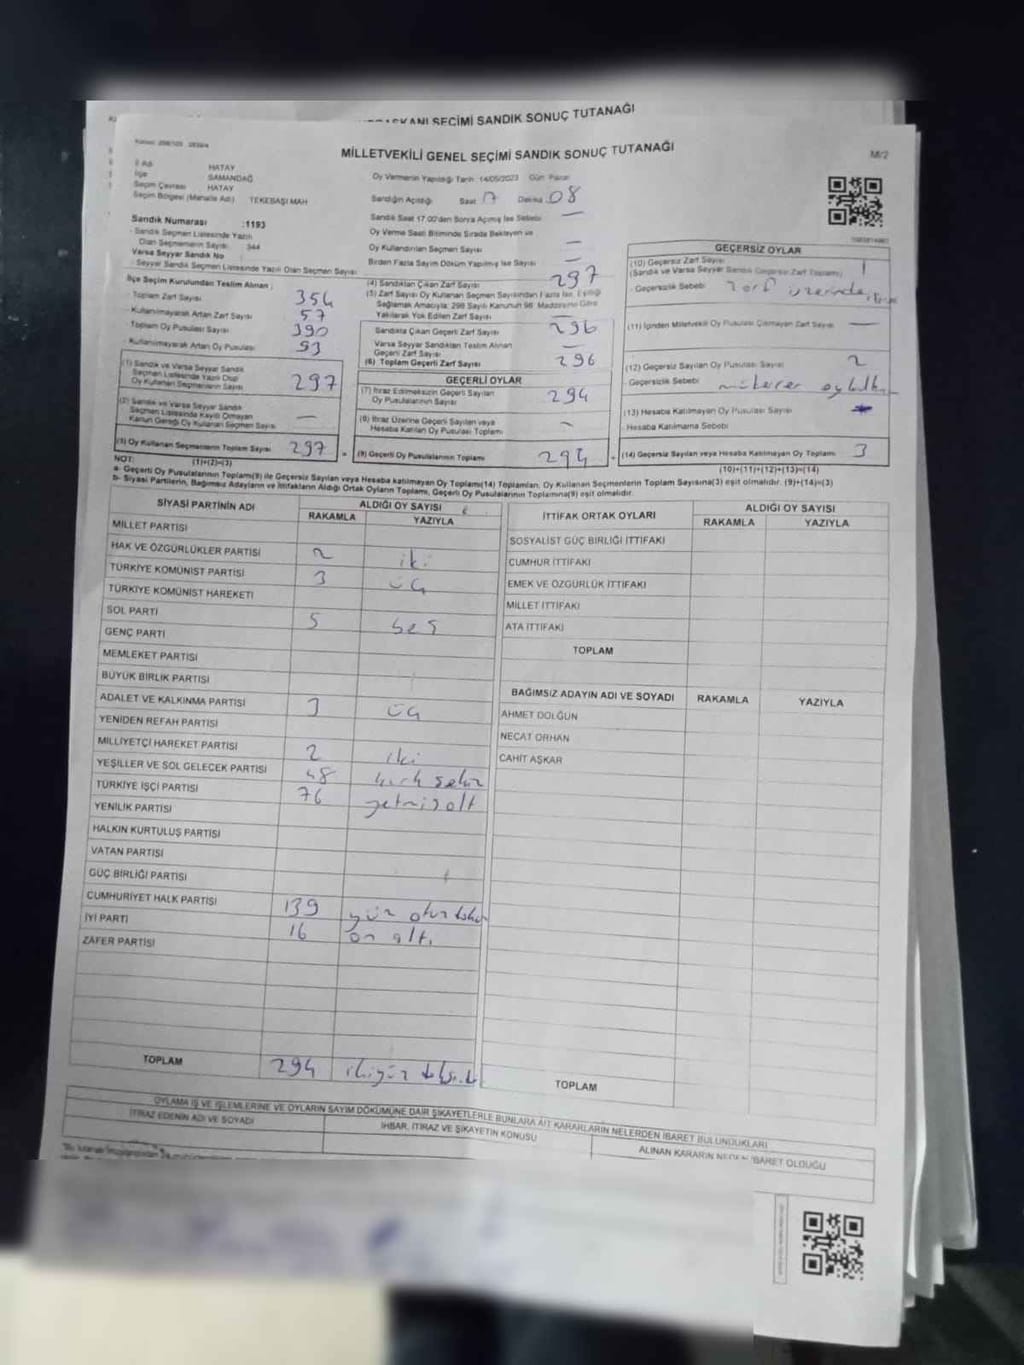 CUMHURBAŞKANI SEÇİMİ SANDIK SONUÇ TUTANAĞI
MİLLETVEKİLİ GENEL SEÇİMİ SANDIK SONUÇ TUTANAĞI
M/2
İl Adı HATAY
İlçe SAMANDAĞ
Seçim Çevresi HATAY
Seçim Bölgesi (Mahalle Adı) TEKEBAŞI MAH
Oy Vermenin Yapıldığı Tarih 14/05/2023 Gün Pazar
Sandığın Açıldığı Saat 17 Dakika 08
Sandık Saat 17.00'den Sonra Açılmış İse Sebebi
Oy Verme Saati Bitiminde Sırada Bekleyen ve
Oy Kullandırılan Seçmen Sayısı
Birden Fazla Sayım Döküm Yapılmış İse Sayısı
Sandık Numarası :1193
- Sandık Seçmen Listesinde Yazılı
Olan Seçmenlerin Sayısı: 344
Varsa Seyyar Sandık No
- Seyyar Sandık Seçmen Listesinde Yazılı Olan Seçmen Sayısı
İlçe Seçim Kurulundan Teslim Alınan ;
- Toplam Zarf Sayısı 354
- Kullanılmayarak Artan Zarf Sayısı 57
Toplam Oy Pusulası Sayısı 390
- Kullanılmayarak Artan Oy Pusulası 93
(1) Sandık ve Varsa Seyyar Sandık
Seçmen Listesinde Yazılı Olup
Oy Kullanan Seçmenlerin Sayısı 297
(2) Sandık ve Varsa Seyyar Sandık
Seçmen Listesinde Kayıtlı Olmayan
Kanun Gereği Oy Kullanan Seçmen Sayısı —
(3) Oy Kullanan Seçmenlerin Toplam Sayısı 297
(1)+(2)=(3)
(4) Sandıktan Çıkan Zarf Sayısı 297
(5) Zarf Sayısı Oy Kullanan Seçmen Sayısından Fazla İse, Eşitliği
Sağlamak Amacıyla; 298 Sayılı Kanunun 98. Maddesine Göre
Yakılarak Yok Edilen Zarf Sayısı —
Sandıkta Çıkan Geçerli Zarf Sayısı 296
Varsa Seyyar Sandıktan Teslim Alınan
Geçerli Zarf Sayısı —
(6) Toplam Geçerli Zarf Sayısı 296
GEÇERLİ OYLAR
(7) İtiraz Edilmeksizin Geçerli Sayılan
Oy Pusulalarının Sayısı 294
(8) İtiraz Üzerine Geçerli Sayılan veya
Hesaba Katılan Oy Pusulası Toplamı —
= (9) Geçerli Oy Pusulalarının Toplamı 294
GEÇERSİZ OYLAR
(10) Geçersiz Zarf Sayısı 1
(Sandık ve Varsa Seyyar Sandık Geçersiz Zarf Toplamı)
- Geçersizlik Sebebi zarf üzerinde
(11) İçinden Milletvekili Oy Pusulası Çıkmayan Zarf Sayısı —
(12) Geçersiz Sayılan Oy Pusulası Sayısı 2
Geçersizlik Sebebi mükerrer
(13) Hesaba Katılmayan Oy Pusulası Sayısı
Hesaba Katılmama Sebebi
+ (14) Geçersiz Sayılan veya Hesaba Katılmayan Oy Toplamı 3
(10)+(11)+(12)+(13)=(14)
NOT:
a- Geçerli Oy Pusulalarının Toplamı(9) ile Geçersiz Sayılan veya Hesaba katılmayan Oy Toplamı(14) Toplamları, Oy Kullanan Seçmenlerin Toplam Sayısına(3) eşit olmalıdır. (9)+(14)=(3)
b- Siyasi Partilerin, Bağımsız Adayların ve İttifakların Aldığı Ortak Oyların Toplamı, Geçerli Oy Pusulalarının Toplamına(9) eşit olmalıdır.
SİYASİ PARTİNİN ADI ALDIĞI OY SAYISI
RAKAMLA YAZIYLA
MİLLET PARTİSİ
HAK VE ÖZGÜRLÜKLER PARTİSİ 2 iki
TÜRKİYE KOMÜNİST PARTİSİ 3 üç
TÜRKİYE KOMÜNİST HAREKETİ
SOL PARTİ 5 beş
GENÇ PARTİ
MEMLEKET PARTİSİ
BÜYÜK BİRLİK PARTİSİ
ADALET VE KALKINMA PARTİSİ 3 üç
YENİDEN REFAH PARTİSİ
MİLLİYETÇİ HAREKET PARTİSİ 2 iki
YEŞİLLER VE SOL GELECEK PARTİSİ 48 kırk sekiz
TÜRKİYE İŞÇİ PARTİSİ 76 yetmiş altı
YENİLİK PARTİSİ
HALKIN KURTULUŞ PARTİSİ
VATAN PARTİSİ
GÜÇ BİRLİĞİ PARTİSİ
CUMHURİYET HALK PARTİSİ 139 yüz otuz dokuz
İYİ PARTİ 16 on altı
ZAFER PARTİSİ
TOPLAM 294 ikiyüz doksan dört
İTTİFAK ORTAK OYLARI ALDIĞI OY SAYISI
RAKAMLA YAZIYLA
SOSYALİST GÜÇ BİRLİĞİ İTTİFAKI
CUMHUR İTTİFAKI
EMEK VE ÖZGÜRLÜK İTTİFAKI
MİLLET İTTİFAKI
ATA İTTİFAKI
TOPLAM
BAĞIMSIZ ADAYIN ADI VE SOYADI RAKAMLA YAZIYLA
AHMET DOLĞUN
NECAT ORHAN
CAHİT AŞKAR
TOPLAM
OYLAMA İŞ VE İŞLEMLERİNE VE OYLARIN SAYIM DÖKÜMÜNE DAİR ŞİKAYETLERLE BUNLARA AİT KARARLARIN NELERDEN İBARET BULUNDUKLARI
İTİRAZ EDENİN ADI VE SOYADI İHBAR, İTİRAZ VE ŞİKAYETİN KONUSU ALINAN KARARIN NEDEN İBARET OLDUĞU